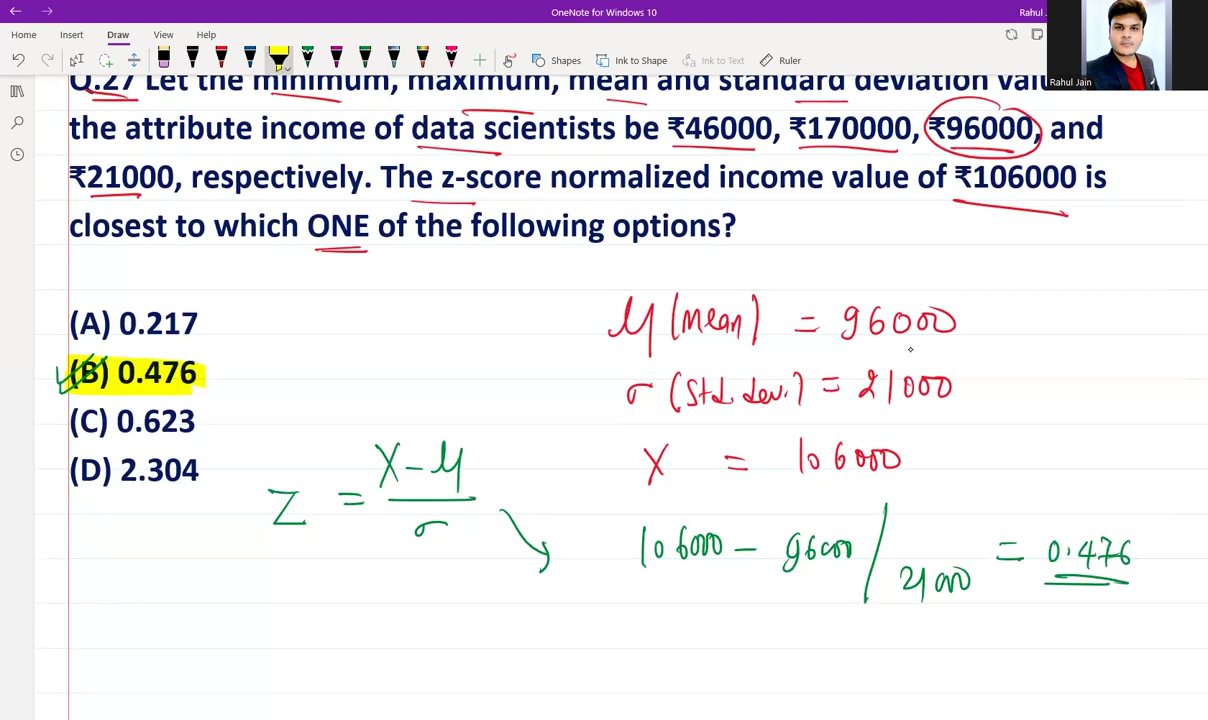 OneNote for Windows 10
Rahul J
Home Insert Draw View Help
Shapes Ink to Shape Ink to Text Ruler
Rahul Jain
Q.27 Let the minimum, maximum, mean and standard deviation valu
the attribute income of data scientists be ₹46000, ₹170000, ₹96000, and
₹21000, respectively. The z-score normalized income value of ₹106000 is
closest to which ONE of the following options?
(A) 0.217
(B) 0.476
(C) 0.623
(D) 2.304
μ (Mean) = 96000
σ (Std. dev.) = 21000
X = 106000
Z = X - μ / σ
106000 - 96000 / 21000 = 0.476